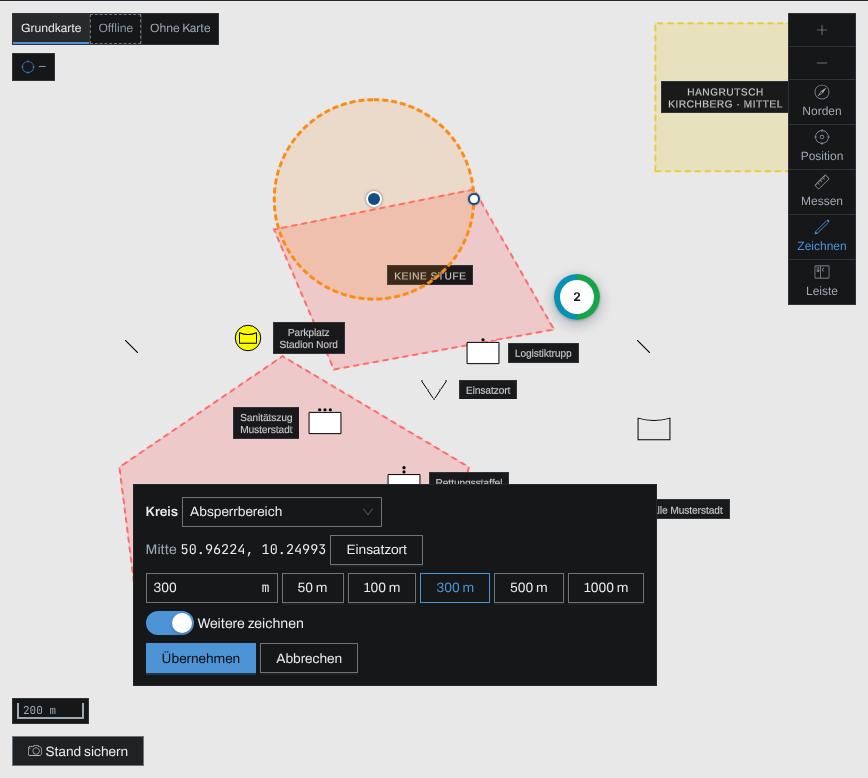 Grundkarte Offline Ohne Karte
–
HANGRUTSCH
KIRCHBERG · MITTEL
+
–
Norden
Position
Messen
Zeichnen
Leiste
KEINE STUFE
2
Parkplatz
Stadion Nord
Logistiktrupp
Einsatzort
Sanitätszug
Musterstadt
Rettungsstaffel
Musterstadt
Kreis Absperrbereich
Mitte 50.96224, 10.24993 Einsatzort
300 m 50 m 100 m 300 m 500 m 1000 m
Weitere zeichnen
Übernehmen Abbrechen
200 m
Stand sichern